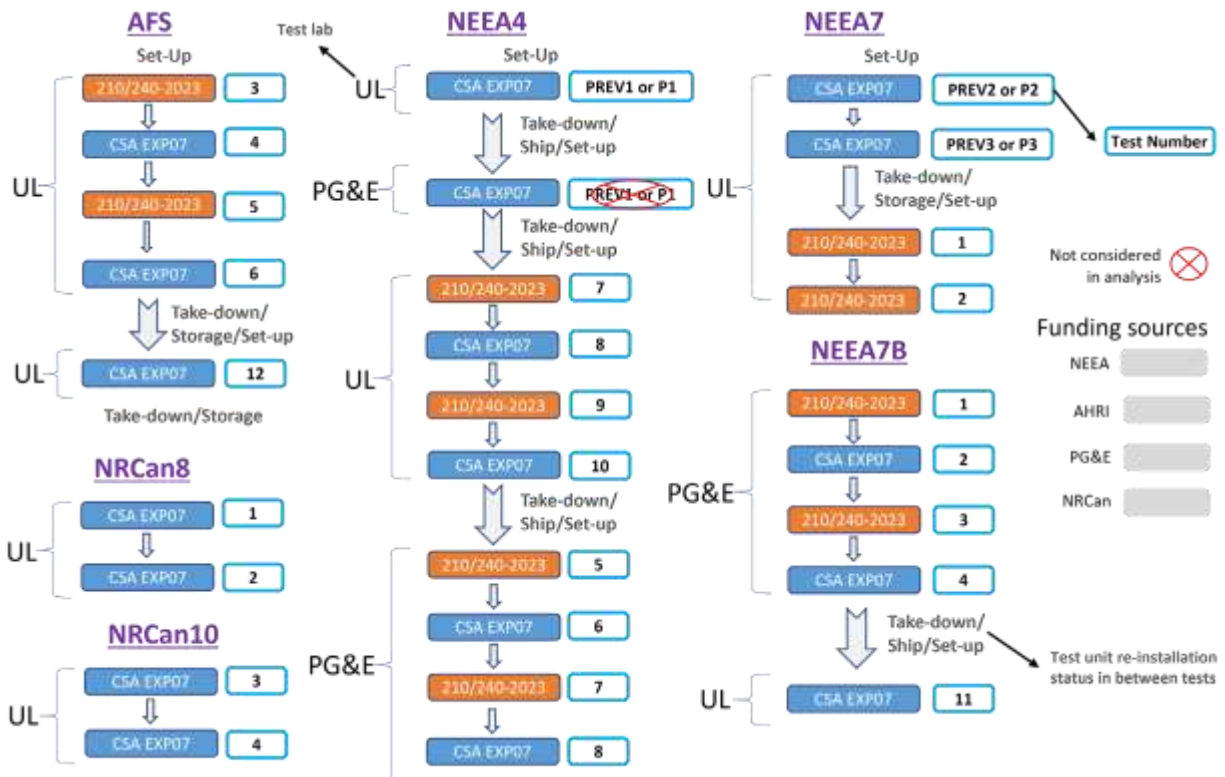 AFS
Set-Up
UL
210/240-2023
3
CSA EXP07
4
210/240-2023
5
CSA EXP07
6
Take-down/
Storage/Set-up
UL
CSA EXP07
12
Take-down/Storage
NRCan8
UL
CSA EXP07
1
CSA EXP07
2
NRCan10
UL
CSA EXP07
3
CSA EXP07
4
Test lab
NEEA4
Set-Up
UL
CSA EXP07
PREV1 or P1
Take-down/
Ship/Set-up
PG&E
CSA EXP07
PREV1 or P1
Take-down/
Ship/Set-up
UL
210/240-2023
7
CSA EXP07
8
210/240-2023
9
CSA EXP07
10
Take-down/
Ship/Set-up
PG&E
210/240-2023
5
CSA EXP07
6
210/240-2023
7
CSA EXP07
8
NEEA7
Set-Up
UL
CSA EXP07
PREV2 or P2
CSA EXP07
PREV3 or P3
Test Number
Take-down/
Storage/Set-up
210/240-2023
1
210/240-2023
2
NEEA7B
PG&E
210/240-2023
1
CSA EXP07
2
210/240-2023
3
CSA EXP07
4
Take-down/
Ship/Set-up
Test unit re-installation
status in between tests
UL
CSA EXP07
11
Not considered
in analysis
Funding sources
NEEA
AHRI
PG&E
NRCan